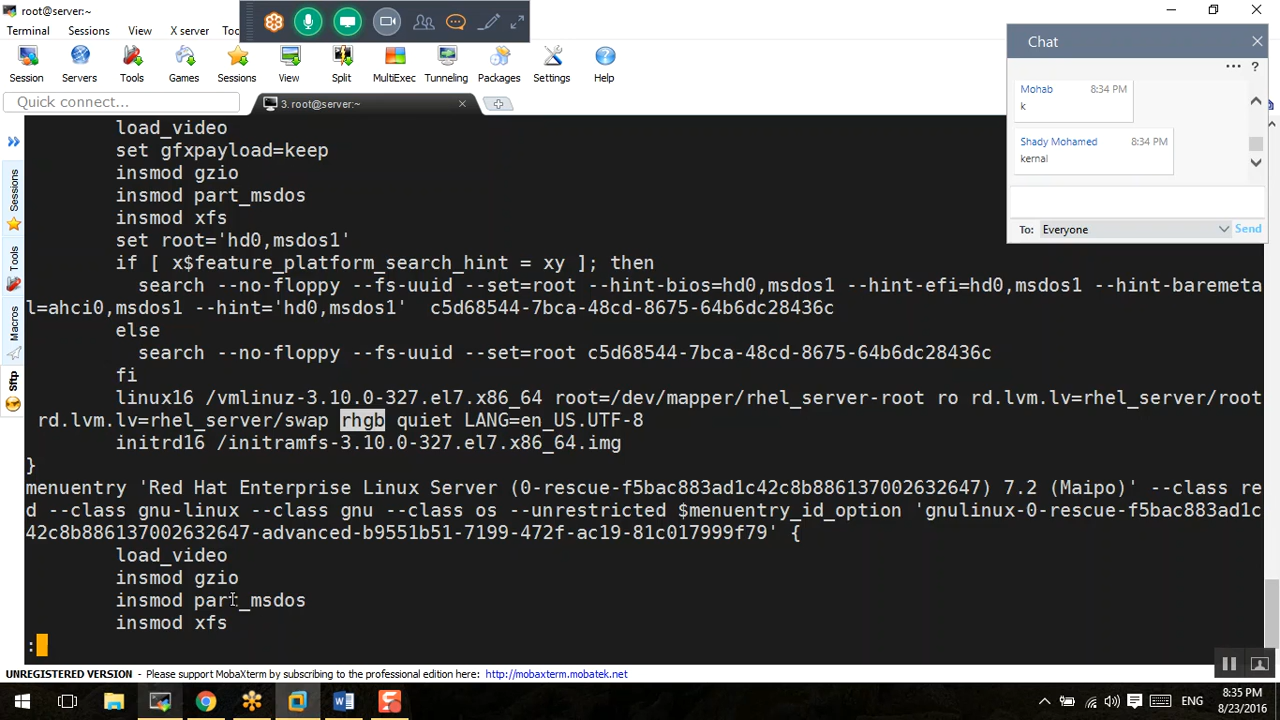 root@server:~
Terminal Sessions View X server
Session Servers Tools Games Sessions View Split MultiExec Tunneling Packages Settings Help
Quick connect...
3. root@server:~
Chat
Mohab 8:34 PM
k
Shady Mohamed 8:34 PM
kernal
To: Everyone Send
Sessions
Tools
Macros
Sftp
load_video
set gfxpayload=keep
insmod gzio
insmod part_msdos
insmod xfs
set root='hd0,msdos1'
if [ x$feature_platform_search_hint = xy ]; then
search --no-floppy --fs-uuid --set=root --hint-bios=hd0,msdos1 --hint-efi=hd0,msdos1 --hint-baremeta
l=ahci0,msdos1 --hint='hd0,msdos1'  c5d68544-7bca-48cd-8675-64b6dc28436c
else
search --no-floppy --fs-uuid --set=root c5d68544-7bca-48cd-8675-64b6dc28436c
fi
linux16 /vmlinuz-3.10.0-327.el7.x86_64 root=/dev/mapper/rhel_server-root ro rd.lvm.lv=rhel_server/root
rd.lvm.lv=rhel_server/swap rhgb quiet LANG=en_US.UTF-8
initrd16 /initramfs-3.10.0-327.el7.x86_64.img
}
menuentry 'Red Hat Enterprise Linux Server (0-rescue-f5bac883ad1c42c8b886137002632647) 7.2 (Maipo)' --class re
d --class gnu-linux --class gnu --class os --unrestricted $menuentry_id_option 'gnulinux-0-rescue-f5bac883ad1c
42c8b886137002632647-advanced-b9551b51-7199-472f-ac19-81c017999f79' {
load_video
insmod gzio
insmod part_msdos
insmod xfs
:
UNREGISTERED VERSION - Please support MobaXterm by subscribing to the professional edition here: http://mobaxterm.mobatek.net
ENG
8:35 PM
8/23/2016